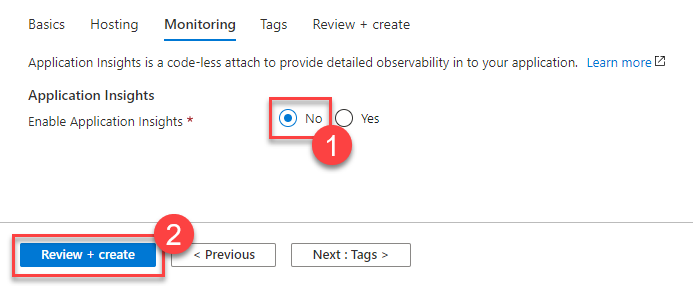 Basics Hosting Monitoring Tags Review + create
Application Insights is a code-less attach to provide detailed observability in to your application. Learn more
Application Insights
Enable Application Insights * No Yes
1
2
Review + create < Previous Next : Tags >